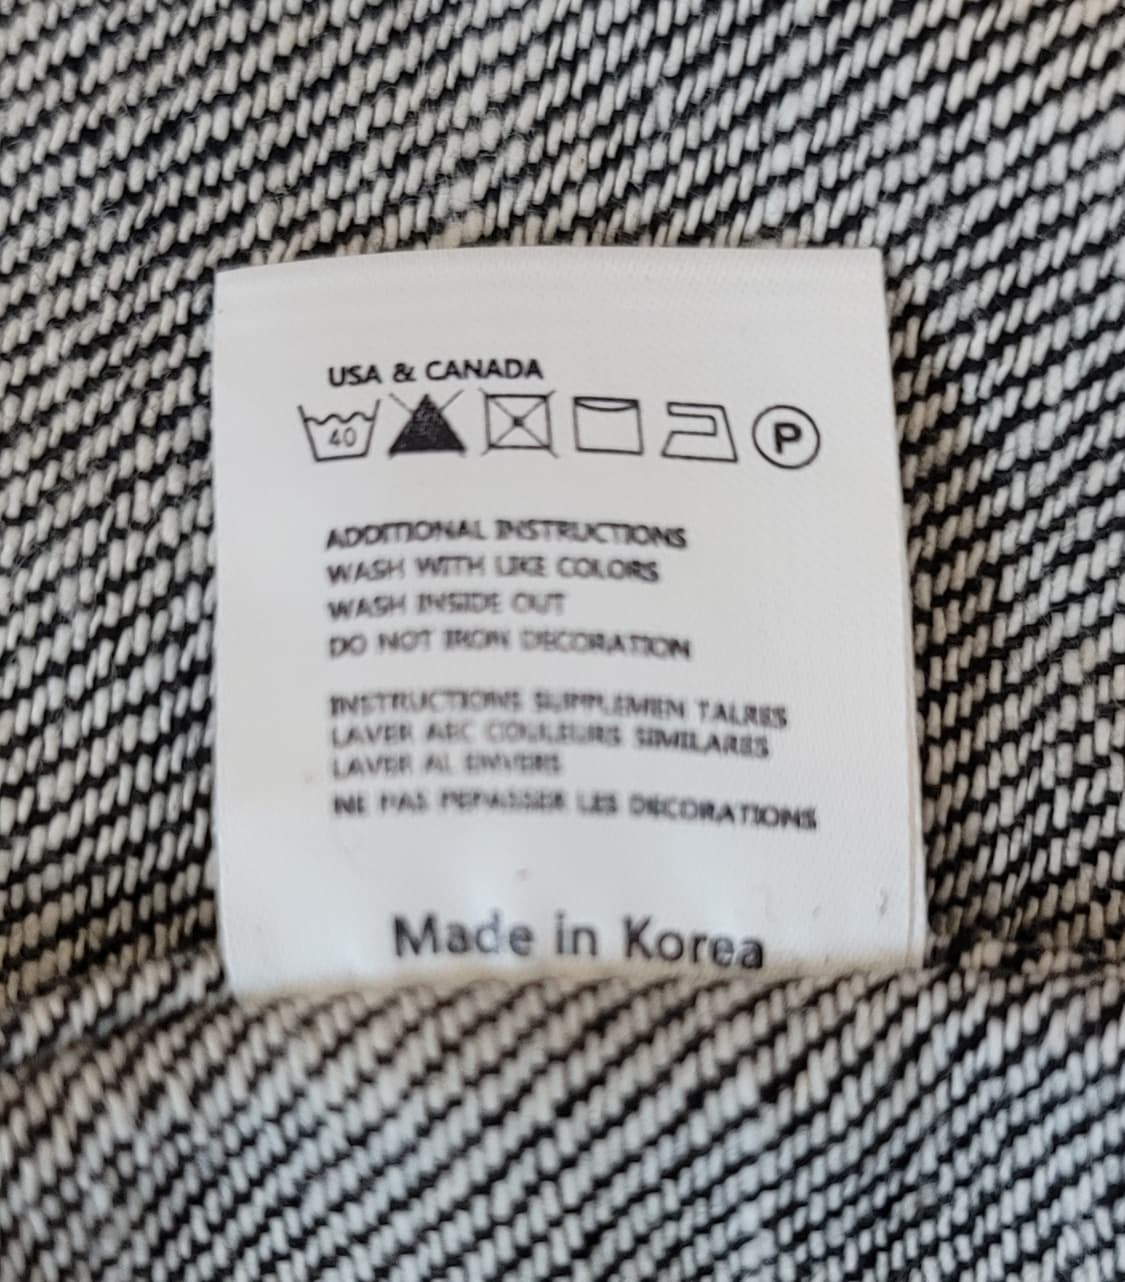 USA & CANADA
40
P
ADDITIONAL INSTRUCTIONS
WASH WITH LIKE COLORS
WASH INSIDE OUT
DO NOT IRON DECORATION
INSTRUCTIONS SUPPLEMEN TALRES
LAVER ARC COULEURS SIMILARES
LAVER AL ENVERS
NE PAS PEPASSER LES DECORATIONS
Made in Korea